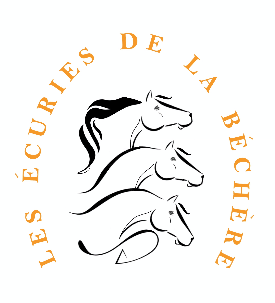 LES ÉCURIES DE LA BÉCHÈRE